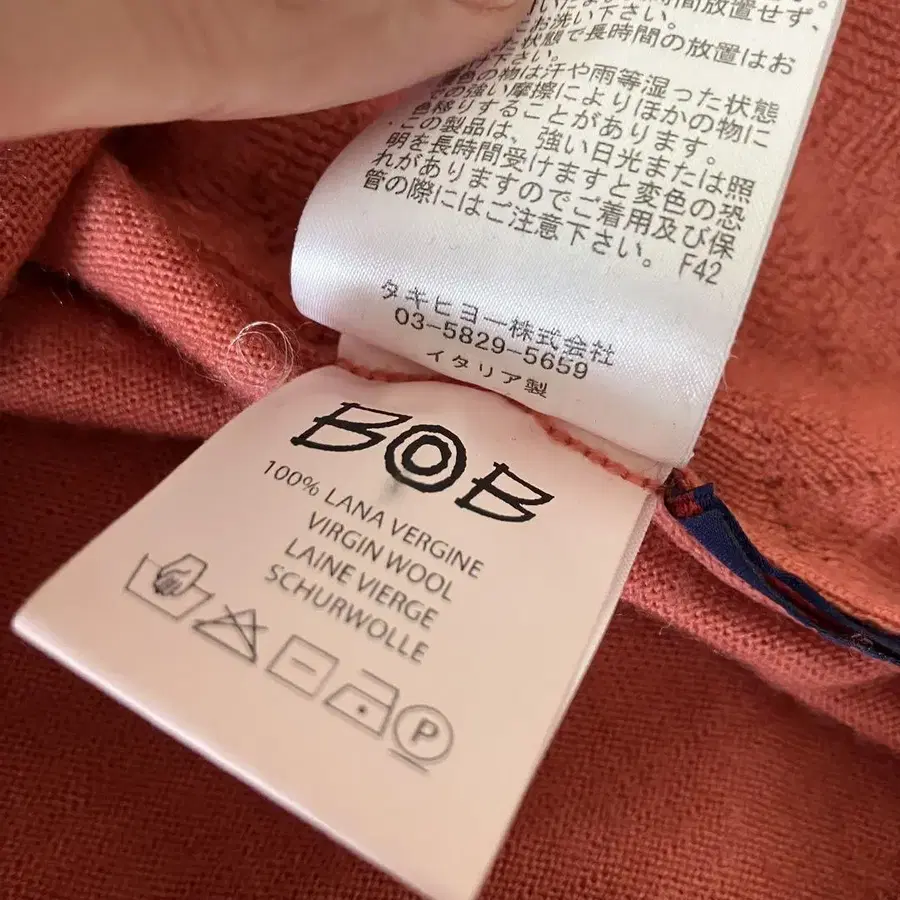 時間放置せず、
お洗い下さい。
た状態で長時間の放置はお
下さい。
色の物は汗や雨等湿った状態
での強い摩擦によりほかの物に
色移りすることがあります。
・この製品は、強い日光または照
明を長時間受けますと変色の恐
れがありますのでご着用及び保
管の際にはご注意下さい。 F42
タキヒヨー株式会社
03-5829-5659
イタリア製
BOB
100% LANA VERGINE
VIRGIN WOOL
LAINE VIERGE
SCHURWOLLE
P